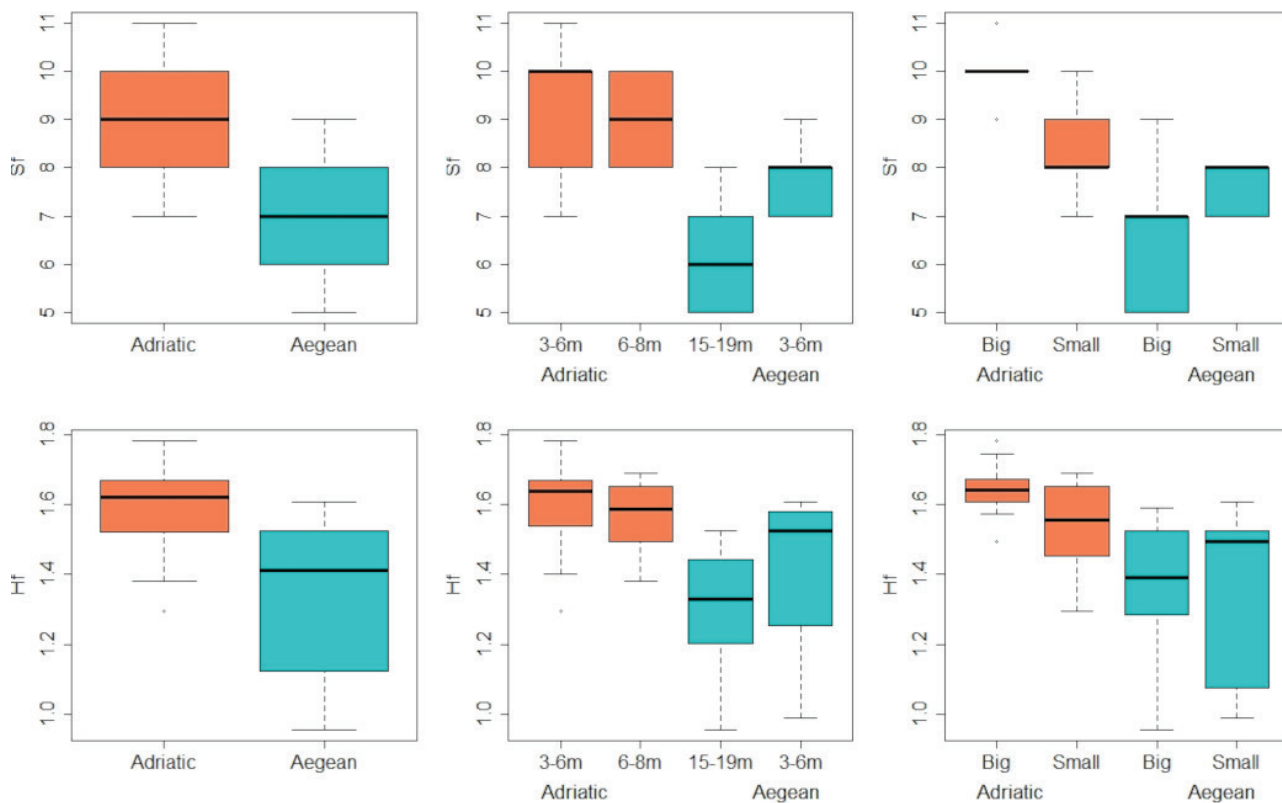 Sf
11
10
9
8
7
6
5
Adriatic Aegean
Sf
11
10
9
8
7
6
5
3-6m 6-8m 15-19m 3-6m
Adriatic Aegean
Sf
11
10
9
8
7
6
5
Big Small Big Small
Adriatic Aegean
Hf
1.8
1.6
1.4
1.2
1.0
Adriatic Aegean
Hf
1.8
1.6
1.4
1.2
1.0
3-6m 6-8m 15-19m 3-6m
Adriatic Aegean
Hf
1.8
1.6
1.4
1.2
1.0
Big Small Big Small
Adriatic Aegean